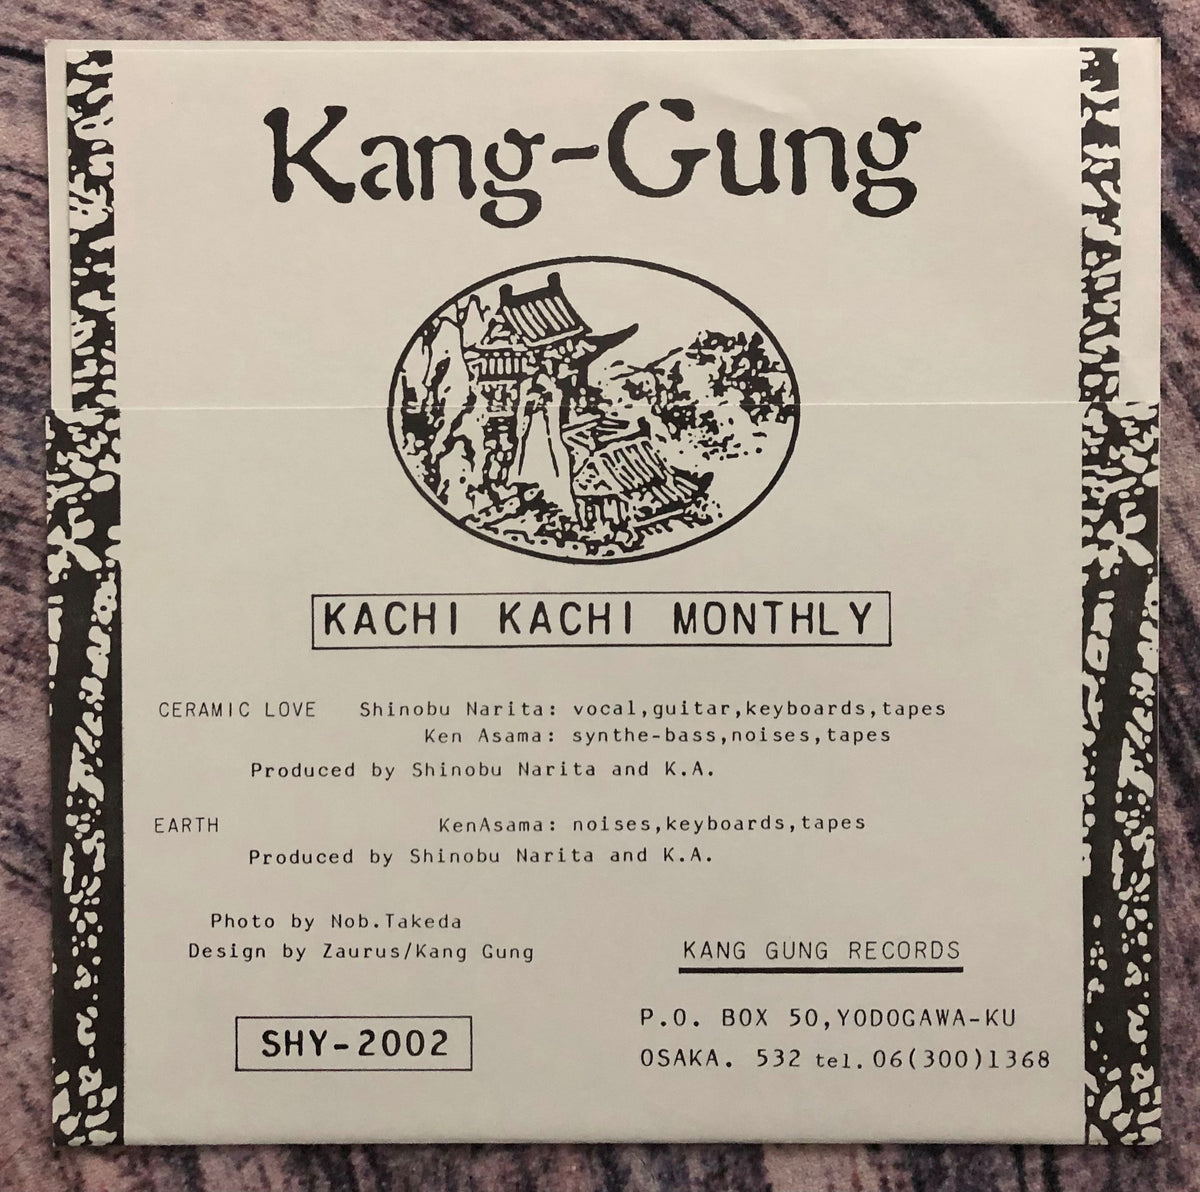 Kang-Gung
KACHI KACHI MONTHLY
CERAMIC LOVE Shinobu Narita: vocal,guitar,keyboards,tapes
Ken Asama: synthe-bass,noises,tapes
Produced by Shinobu Narita and K.A.
EARTH KenAsama: noises,keyboards,tapes
Produced by Shinobu Narita and K.A.
Photo by Nob.Takeda
Design by Zaurus/Kang Gung
SHY-2002
KANG GUNG RECORDS
P.O. BOX 50,YODOGAWA-KU
OSAKA. 532 tel.06(300)1368